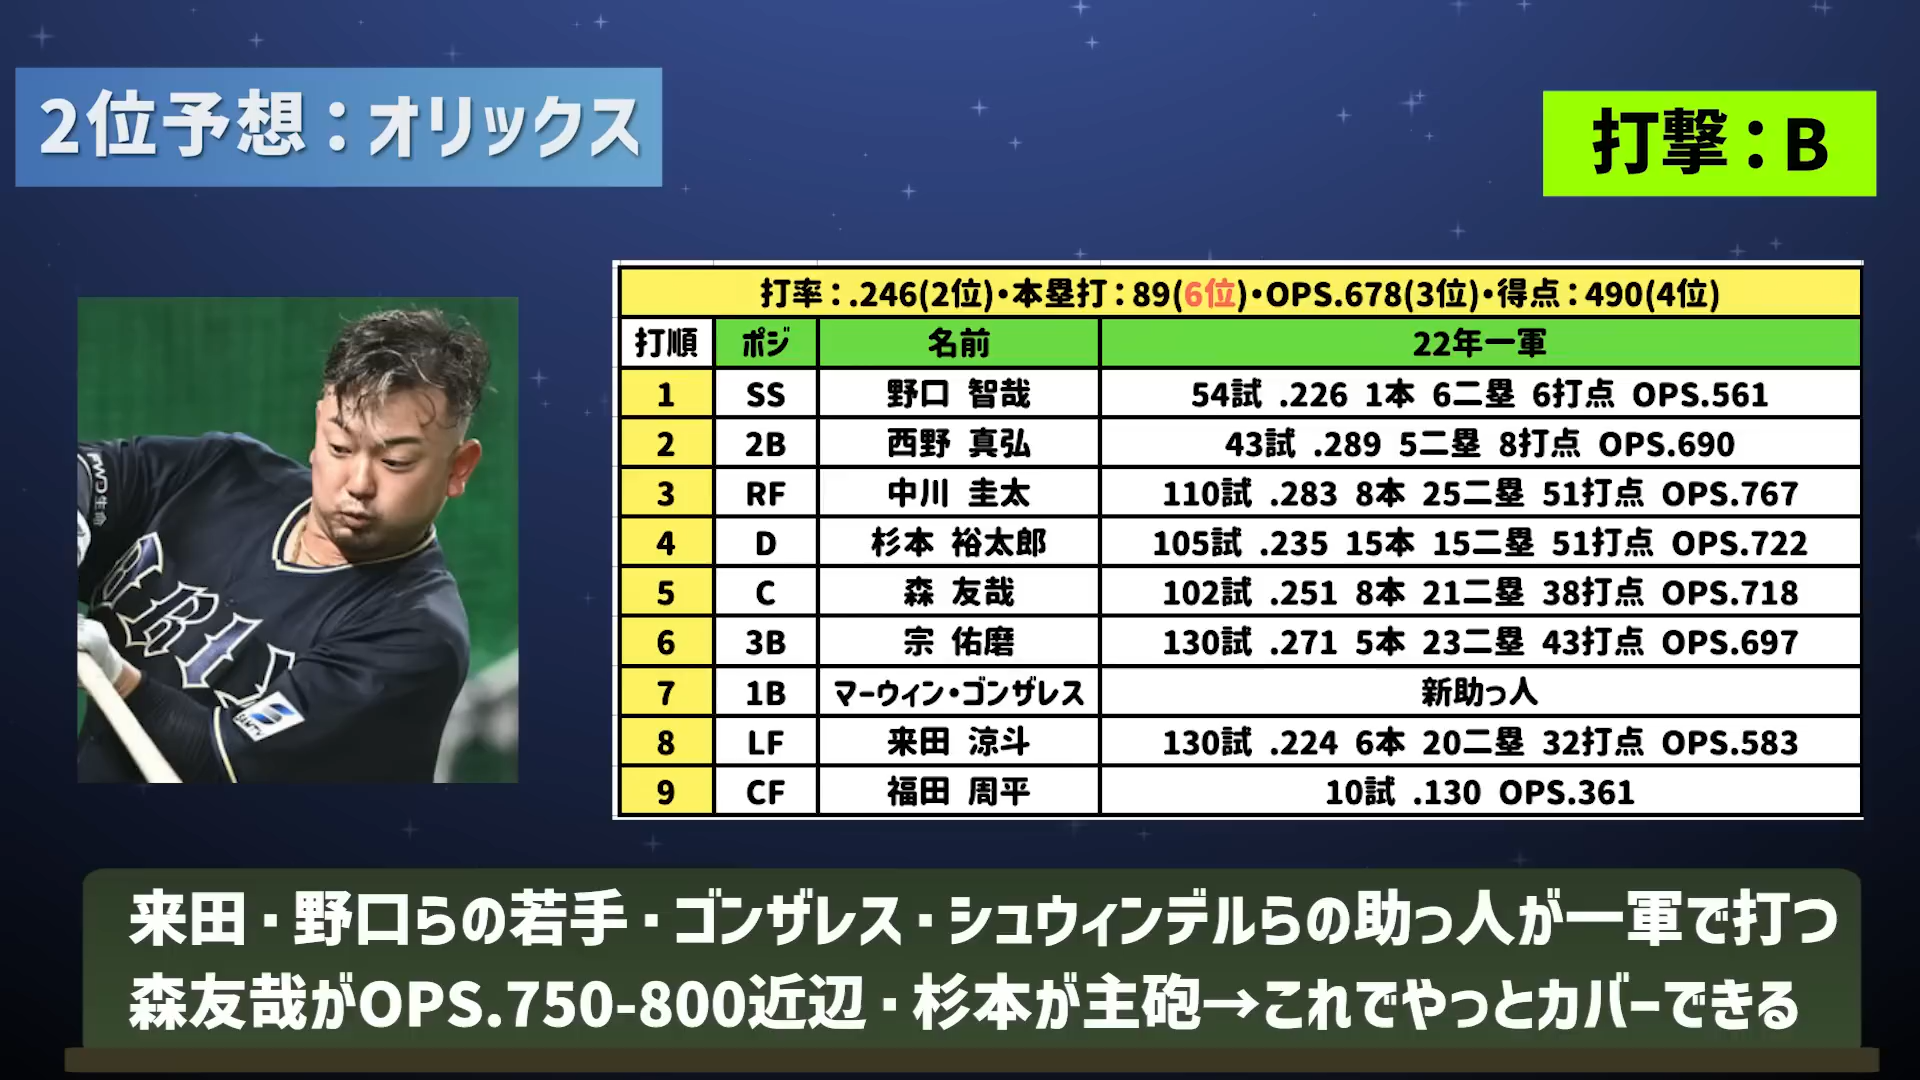 2位予想：オリックス
打撃：B
打率：.246(2位)・本塁打：89(6位)・OPS.678(3位)・得点：490(4位)
打順 ポジ 名前 22年一軍
1 SS 野口 智哉 54試 .226 1本 6二塁 6打点 OPS.561
2 2B 西野 真弘 43試 .289 5二塁 8打点 OPS.690
3 RF 中川 圭太 110試 .283 8本 25二塁 51打点 OPS.767
4 D 杉本 裕太郎 105試 .235 15本 15二塁 51打点 OPS.722
5 C 森 友哉 102試 .251 8本 21二塁 38打点 OPS.718
6 3B 宗 佑磨 130試 .271 5本 23二塁 43打点 OPS.697
7 1B マーウィン・ゴンザレス 新助っ人
8 LF 来田 涼斗 130試 .224 6本 20二塁 32打点 OPS.583
9 CF 福田 周平 10試 .130 OPS.361
来田・野口らの若手・ゴンザレス・シュウィンデルらの助っ人が一軍で打つ
森友哉がOPS.750-800近辺・杉本が主砲→これでやっとカバーできる